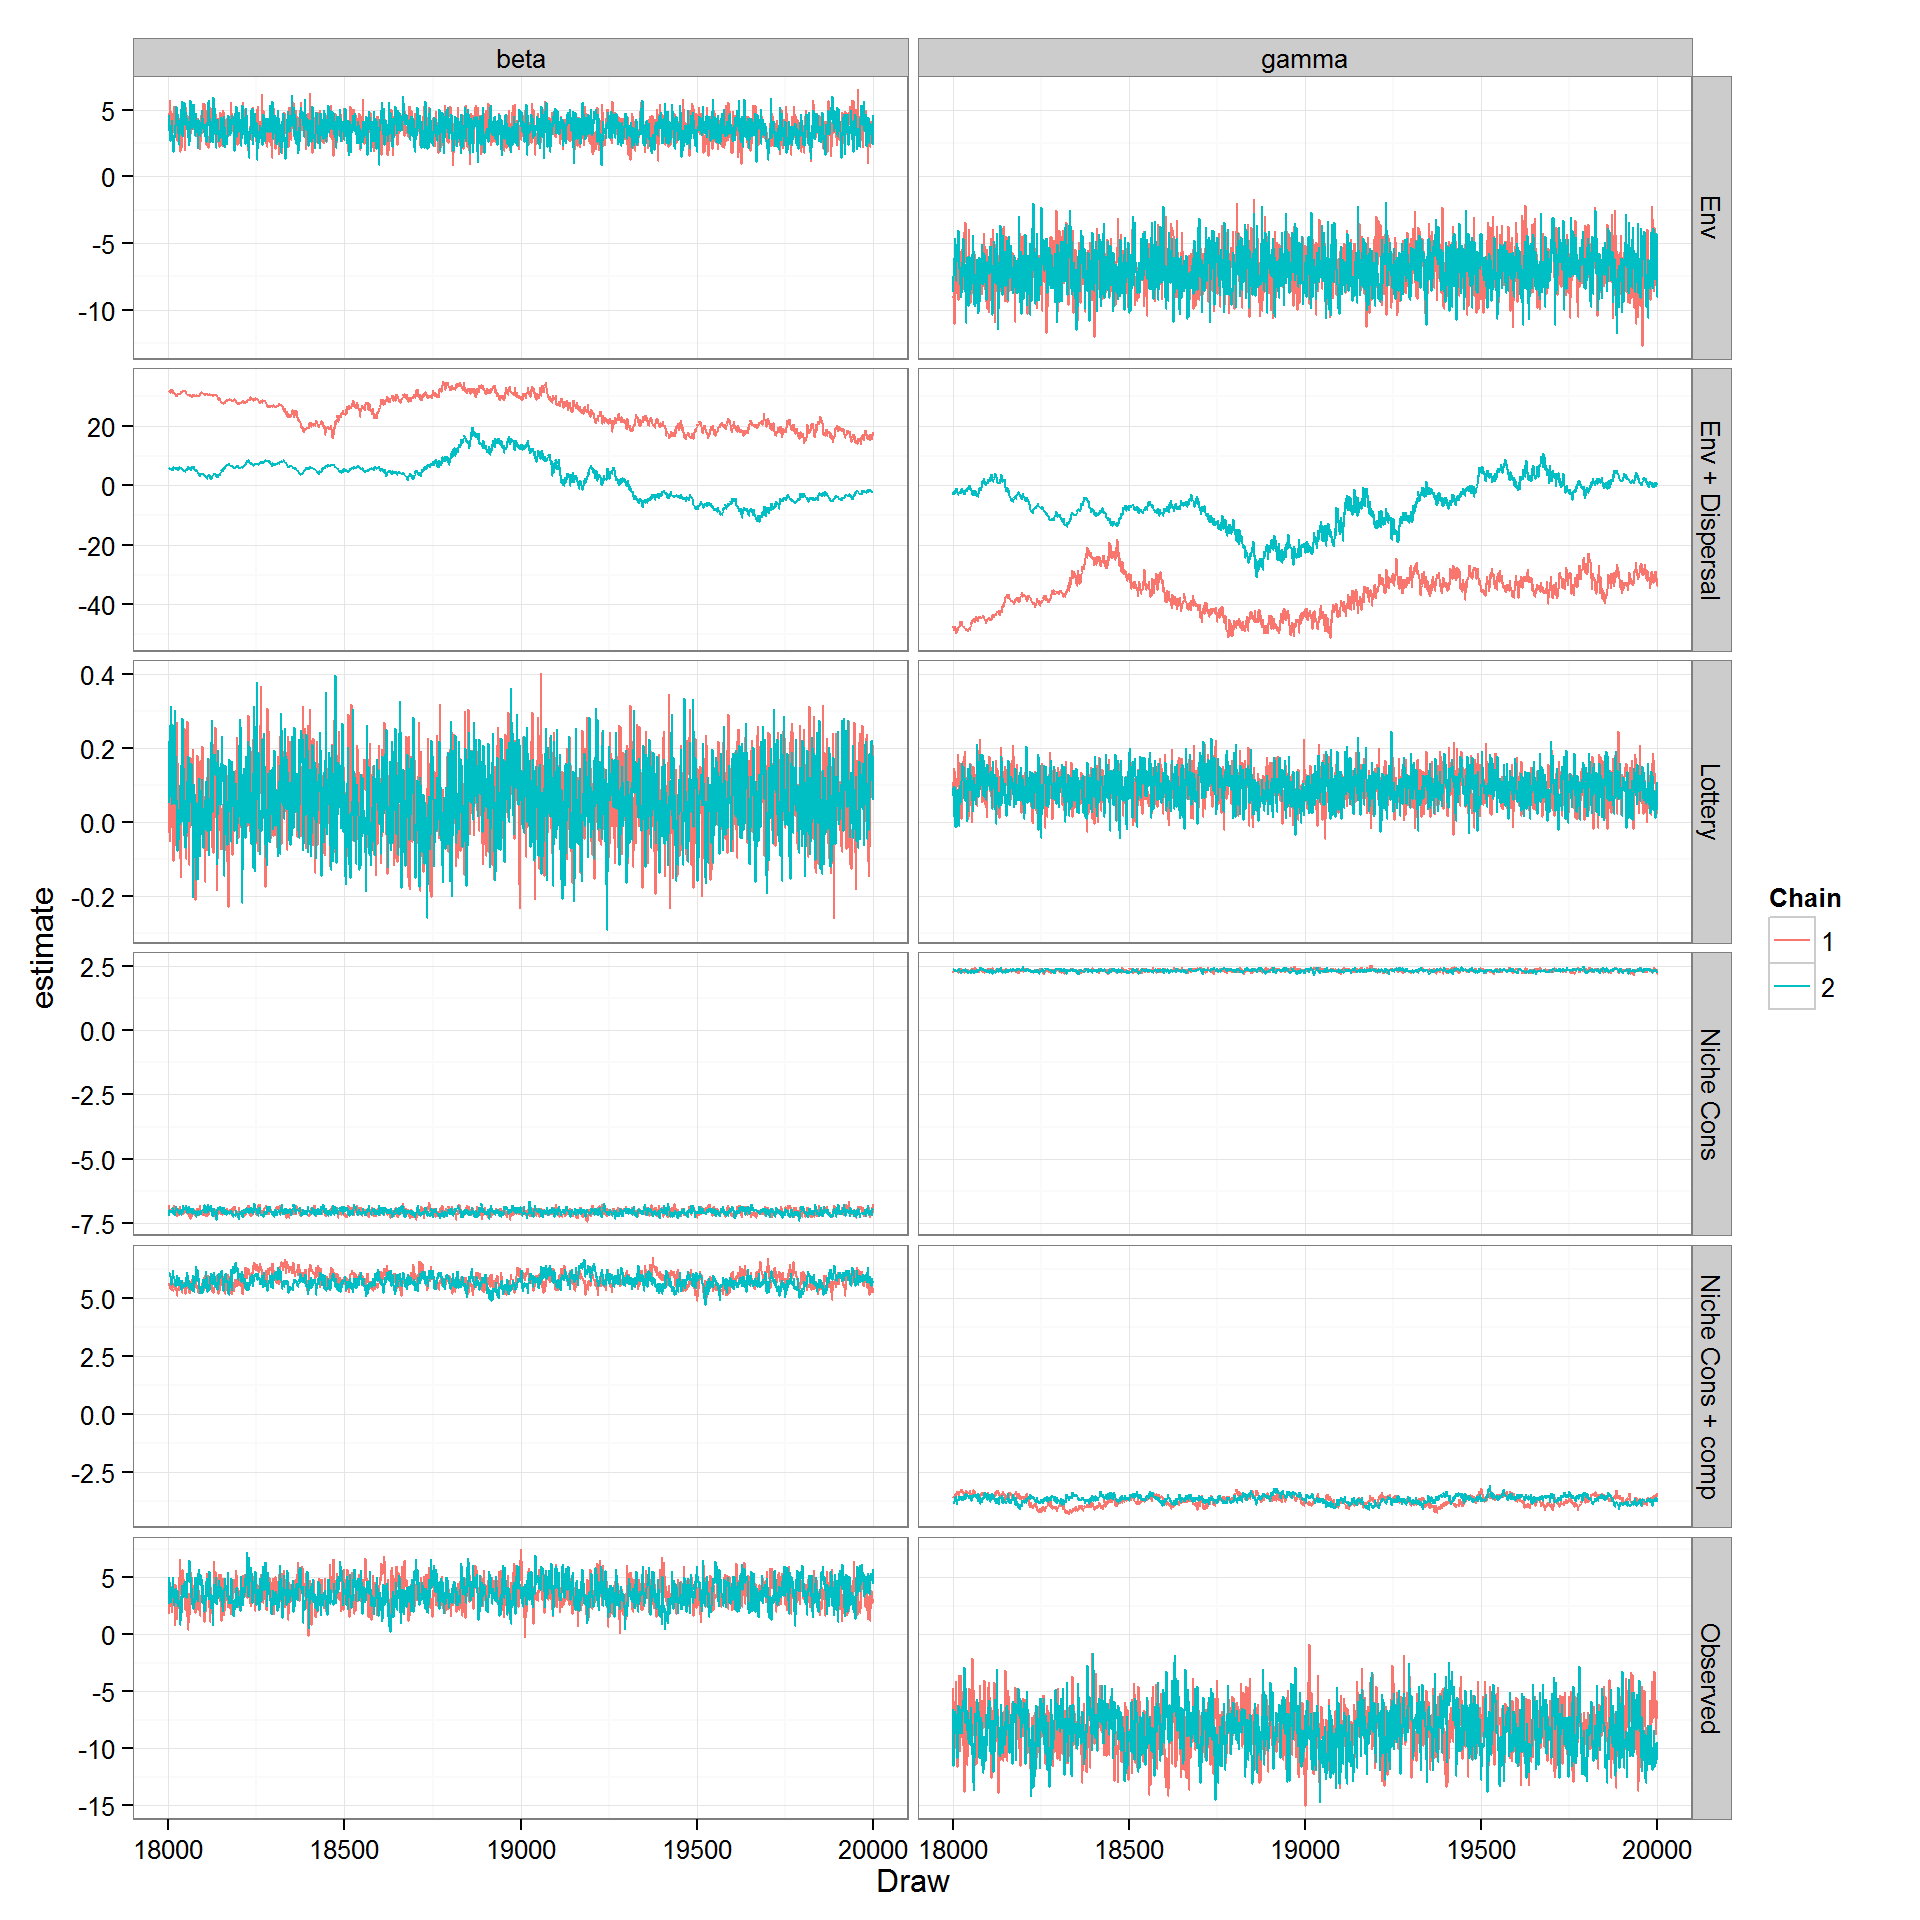 beta
gamma
5
0
-5
-10
Env
20
0
-20
-40
Env + Dispersal
0.4
0.2
0.0
-0.2
Lottery
2.5
0.0
-2.5
-5.0
-7.5
Niche Cons
5.0
2.5
0.0
-2.5
Niche Cons + comp
5
0
-5
-10
-15
Observed
18000 18500 19000 19500 20000 18000 18500 19000 19500 20000
Draw
estimate
Chain
1
2